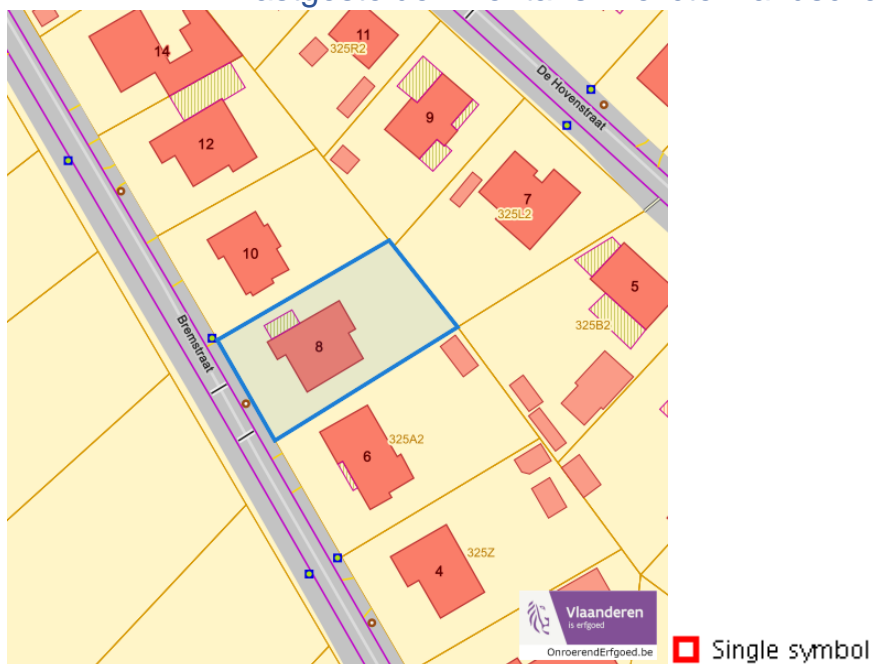 14
11
325R2
De Hovenstraat
9
12
7
325L2
10
5
325B2
Bremstraat
8
325A2
6
325Z
4
Vlaanderen
is erfgoed
OnroerendErfgoed.be
Single symbol